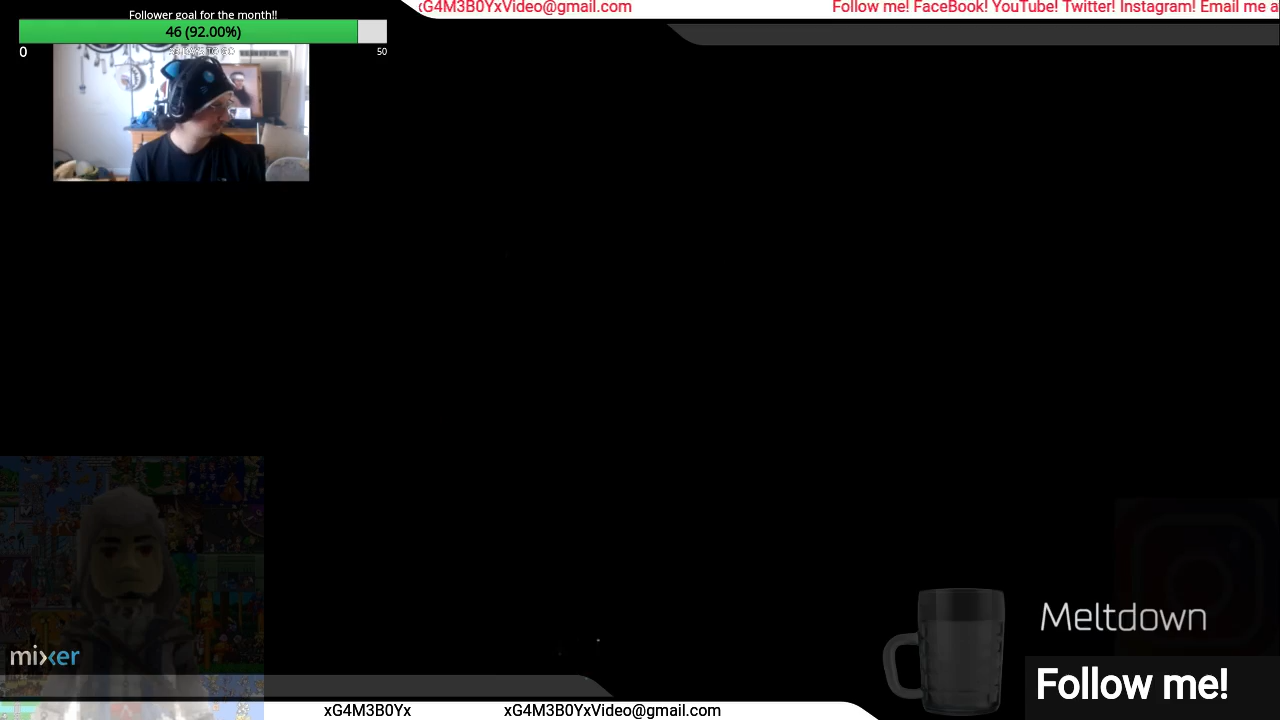 Follower goal for the month!!
46 (92.00%)
0
50
xG4M3B0YxVideo@gmail.com Follow me! FaceBook! YouTube! Twitter! Instagram! Email me a
mixer
Meltdown
Follow me!
xG4M3B0Yx xG4M3B0YxVideo@gmail.com